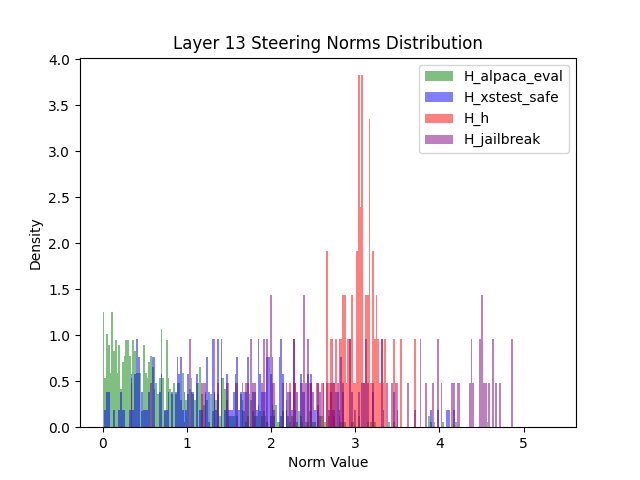 Layer 13 Steering Norms Distribution
4.0
3.5
3.0
2.5
2.0
1.5
1.0
0.5
0.0
Density
H_alpaca_eval
H_xstest_safe
H_h
H_jailbreak
0 1 2 3 4 5
Norm Value